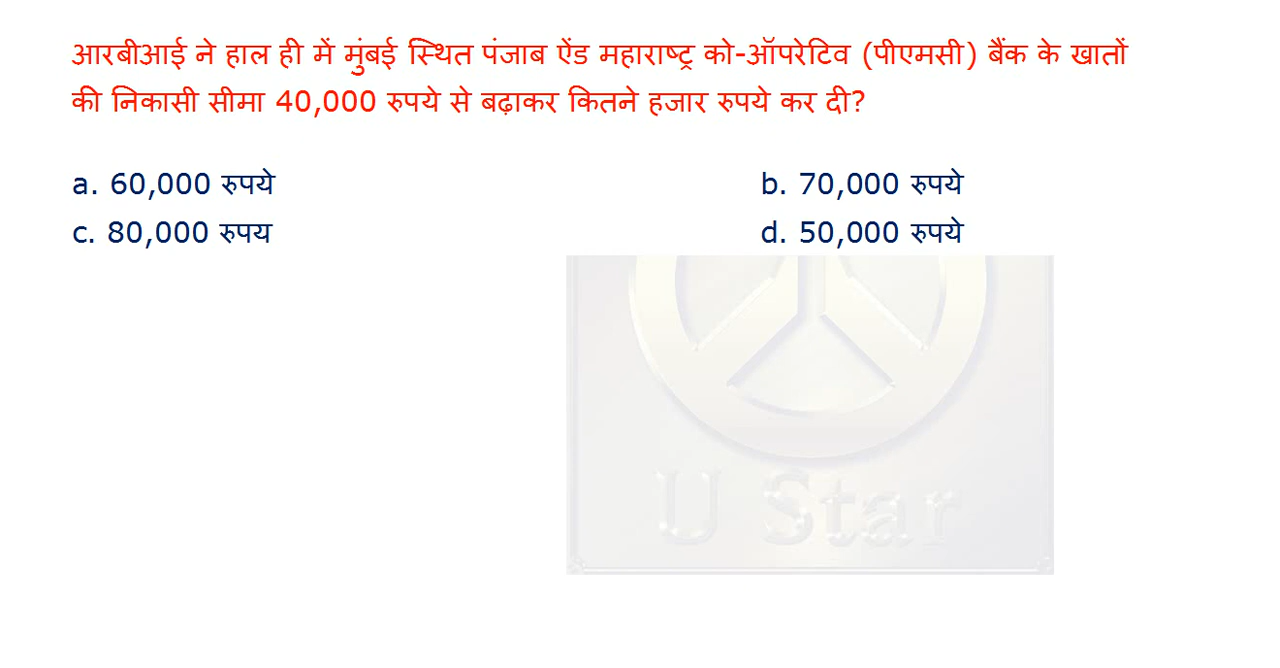 आरबीआई ने हाल ही में मुंबई स्थित पंजाब ऐंड महाराष्ट्र को-ऑपरेटिव (पीएमसी) बैंक के खातों
की निकासी सीमा 40,000 रुपये से बढ़ाकर कितने हजार रुपये कर दी?
a. 60,000 रुपये
b. 70,000 रुपये
c. 80,000 रुपय
d. 50,000 रुपये
U Star